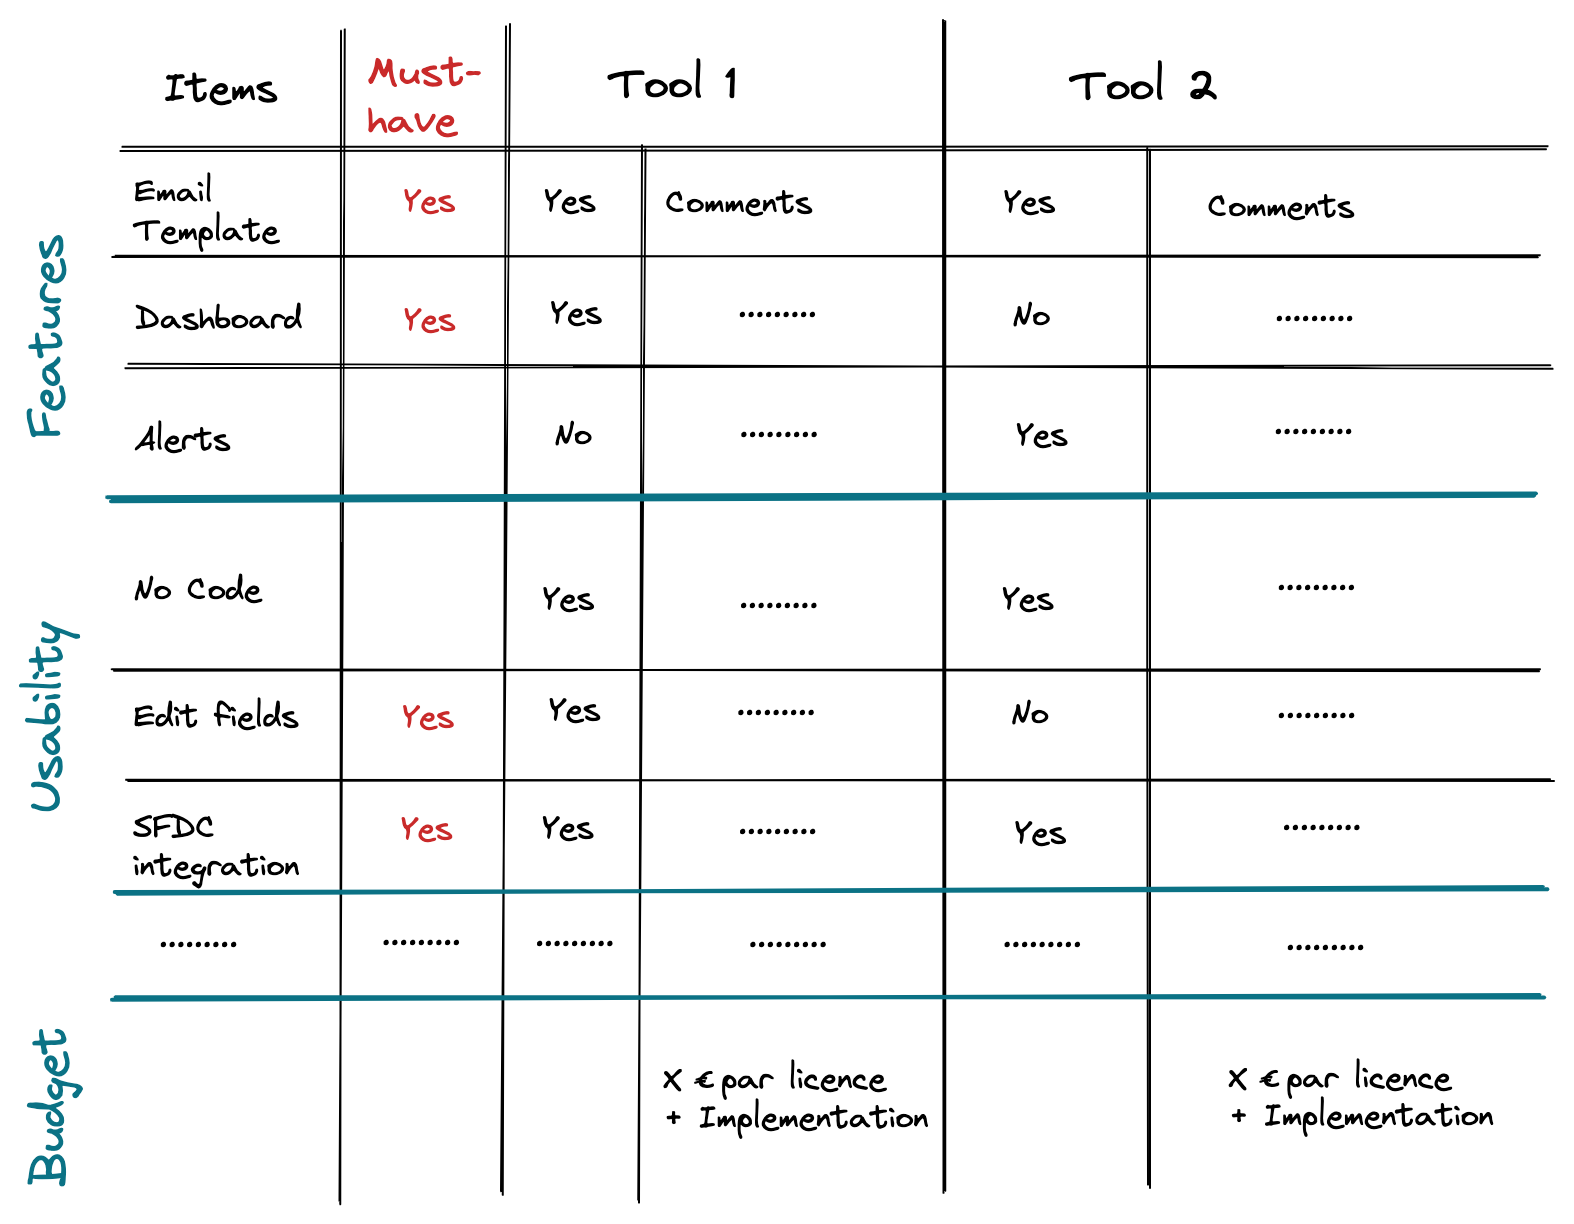 Items
Must-
have
Tool 1
Tool 2
Features
Email
Template
Yes
Yes
Comments
Yes
Comments
Dashboard
Yes
Yes
.........
No
.........
Alerts
No
.........
Yes
.........
Usability
No Code
Yes
.........
Yes
.........
Edit fields
Yes
Yes
.........
No
.........
SFDC
integration
Yes
Yes
.........
Yes
.........
.........
.........
.........
.........
.........
.........
Budget
X € par licence
+ Implementation
X € par licence
+ Implementation